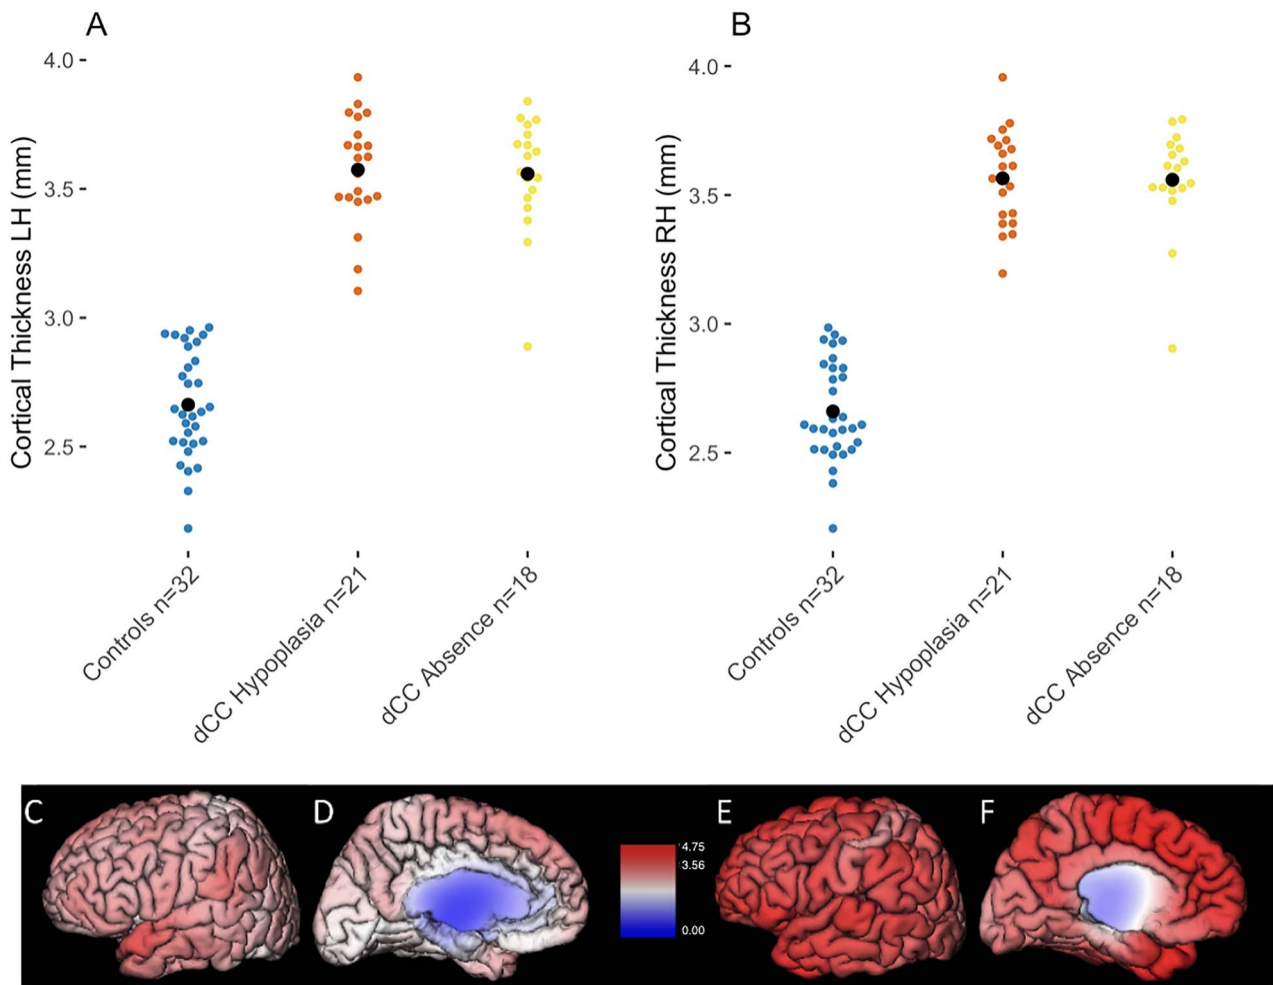 A
B
Cortical Thickness LH (mm)
4.0
3.5
3.0
2.5
Controls n=32
dCC Hypoplasia n=21
dCC Absence n=18
Cortical Thickness RH (mm)
4.0
3.5
3.0
2.5
Controls n=32
dCC Hypoplasia n=21
dCC Absence n=18
C
D
4.75
3.56
0.00
E
F